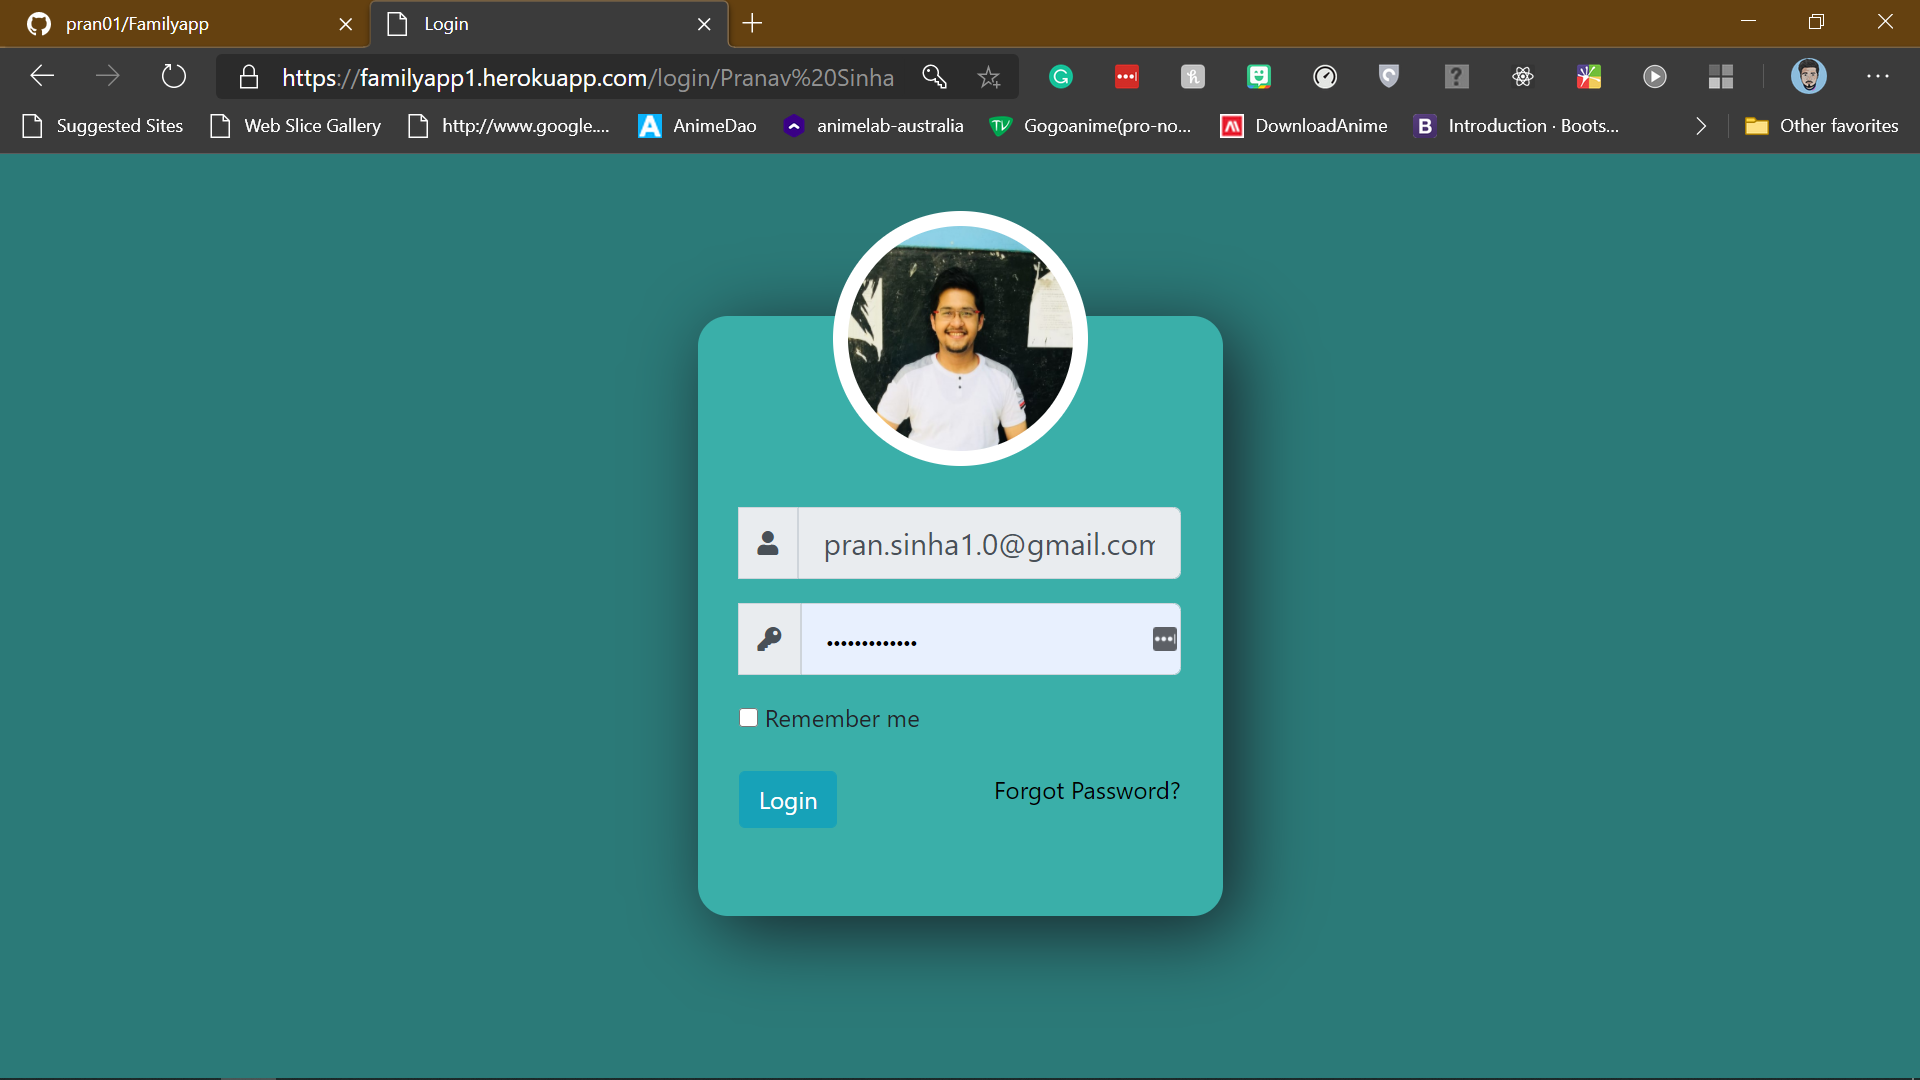 pran01/Familyapp
Login
https://familyapp1.herokuapp.com/login/Pranav%20Sinha
Suggested Sites
Web Slice Gallery
http://www.google....
AnimeDao
animelab-australia
Gogoanime(pro-no...
DownloadAnime
Introduction · Boots...
Other favorites
pran.sinha1.0@gmail.com
Remember me
Login
Forgot Password?